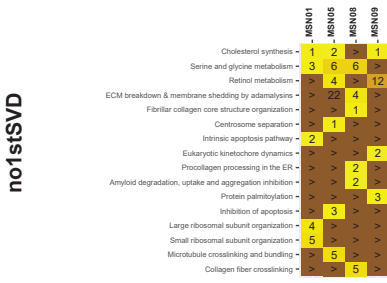 MSN01 MSN05 MSN08 MSN09
no1stSVD
Cholesterol synthesis 1 2 > 1
Serine and glycine metabolism 3 6 6 >
Retinol metabolism > 4 > 12
ECM breakdown & membrane shedding by adamalysins > 22 4 >
Fibrillar collagen core structure organization > > 1 >
Centrosome separation > 1 > >
Intrinsic apoptosis pathway 2 > > >
Eukaryotic kinetochore dynamics > > > 2
Procollagen processing in the ER > > 2 >
Amyloid degradation, uptake and aggregation inhibition > > 2 >
Protein palmitoylation > > > 3
Inhibition of apoptosis > 3 > >
Large ribosomal subunit organization 4 > > >
Small ribosomal subunit organization 5 > > >
Microtubule crosslinking and bundling > 5 > >
Collagen fiber crosslinking > > 5 >